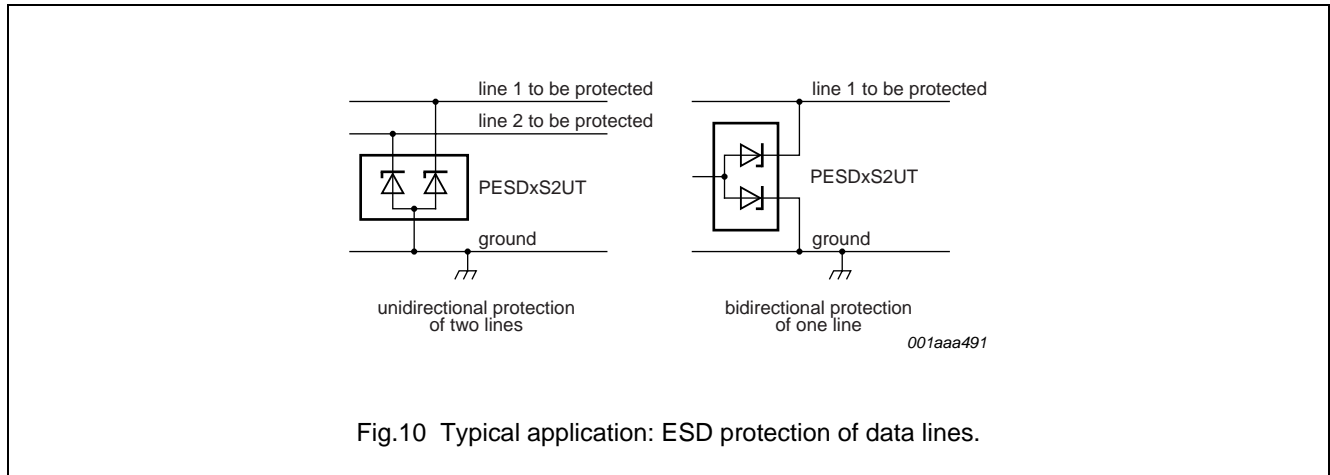 line 1 to be protected
line 2 to be protected
PESDxS2UT
ground
unidirectional protection
of two lines
line 1 to be protected
PESDxS2UT
ground
bidirectional protection
of one line
001aaa491
Fig.10 Typical application: ESD protection of data lines.